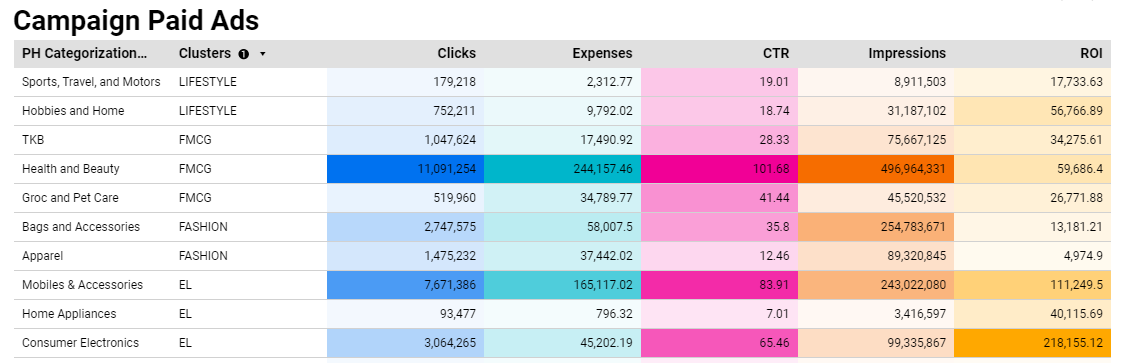 Campaign Paid Ads
PH Categorization... Clusters 1 Clicks Expenses CTR Impressions ROI
Sports, Travel, and Motors LIFESTYLE 179,218 2,312.77 19.01 8,911,503 17,733.63
Hobbies and Home LIFESTYLE 752,211 9,792.02 18.74 31,187,102 56,766.89
TKB FMCG 1,047,624 17,490.92 28.33 75,667,125 34,275.61
Health and Beauty FMCG 11,091,254 244,157.46 101.68 496,964,331 59,686.4
Groc and Pet Care FMCG 519,960 34,789.77 41.44 45,520,532 26,771.88
Bags and Accessories FASHION 2,747,575 58,007.5 35.8 254,783,671 13,181.21
Apparel FASHION 1,475,232 37,442.02 12.46 89,320,845 4,974.9
Mobiles & Accessories EL 7,671,386 165,117.02 83.91 243,022,080 111,249.5
Home Appliances EL 93,477 796.32 7.01 3,416,597 40,115.69
Consumer Electronics EL 3,064,265 45,202.19 65.46 99,335,867 218,155.12